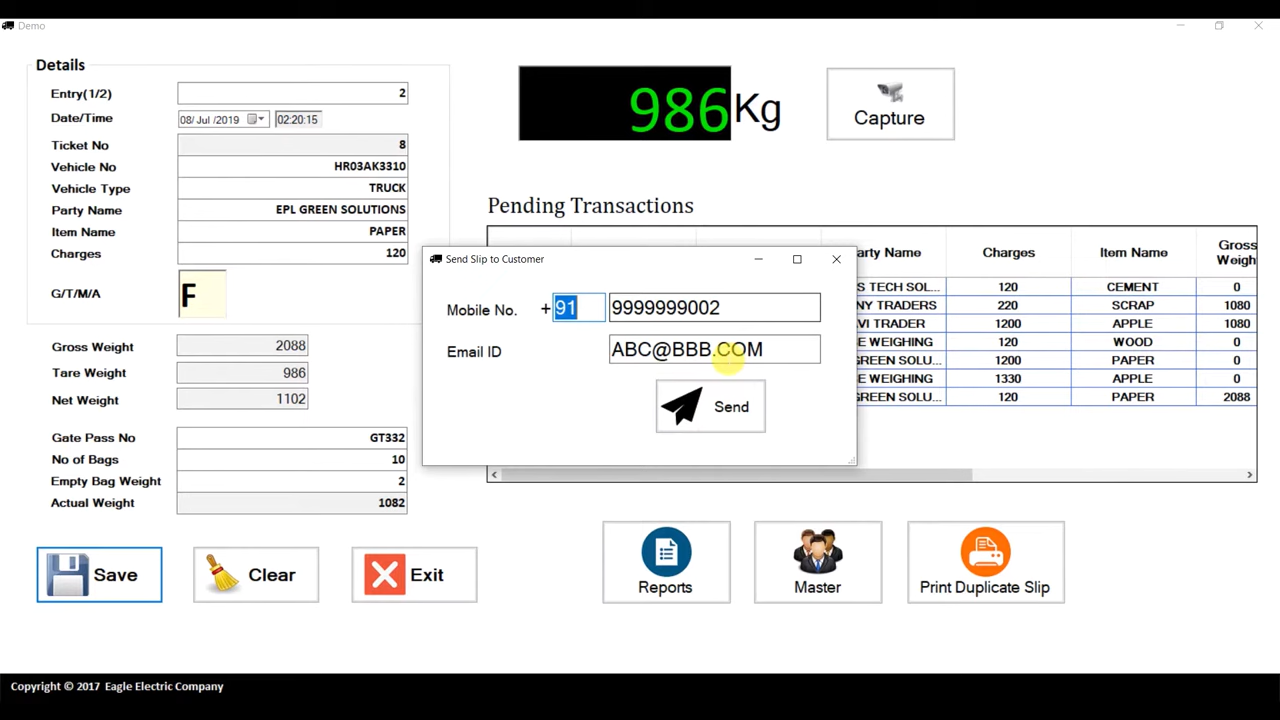 Demo
Details
Entry(1/2) 2
Date/Time 08/ Jul /2019 02:20:15
Ticket No 8
Vehicle No HR03AK3310
Vehicle Type TRUCK
Party Name EPL GREEN SOLUTIONS
Item Name PAPER
Charges 120
G/T/M/A F
Gross Weight 2088
Tare Weight 986
Net Weight 1102
Gate Pass No GT332
No of Bags 10
Empty Bag Weight 2
Actual Weight 1082
Save Clear Exit
986 Kg
Capture
Pending Transactions
arty Name Charges Item Name Gross
Weigh
S TECH SOL... 120 CEMENT 0
NY TRADERS 220 SCRAP 1080
VI TRADER 1200 APPLE 1080
E WEIGHING 120 WOOD 0
GREEN SOLU... 1200 PAPER 0
E WEIGHING 1330 APPLE 0
GREEN SOLU... 120 PAPER 2088
Send Slip to Customer
Mobile No. +91 9999999002
Email ID ABC@BBB.COM
Send
Reports Master Print Duplicate Slip
Copyright © 2017 Eagle Electric Company